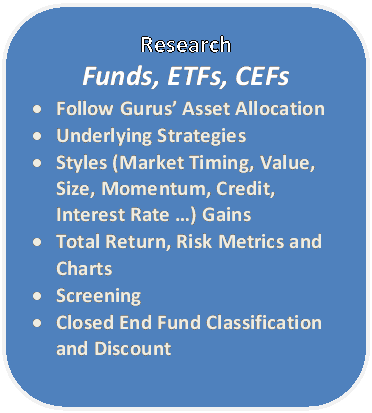 Research
Funds, ETFs, CEFs
• Follow Gurus’ Asset Allocation
• Underlying Strategies
• Styles (Market Timing, Value,
Size, Momentum, Credit,
Interest Rate ...) Gains
• Total Return, Risk Metrics and
Charts
• Screening
• Closed End Fund Classification
and Discount